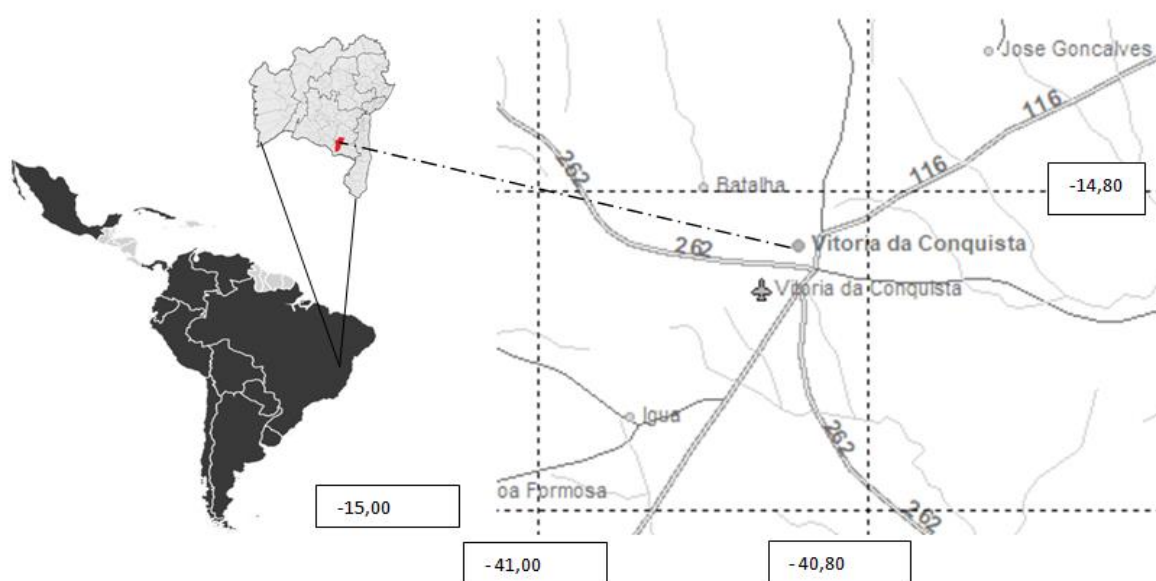 Jose Goncalves
116
116
-14,80
262
Batalha
262
Vitoria da Conquista
Vitoria da Conquista
Igua
262
oa Formosa
262
-15,00
-41,00
-40,80